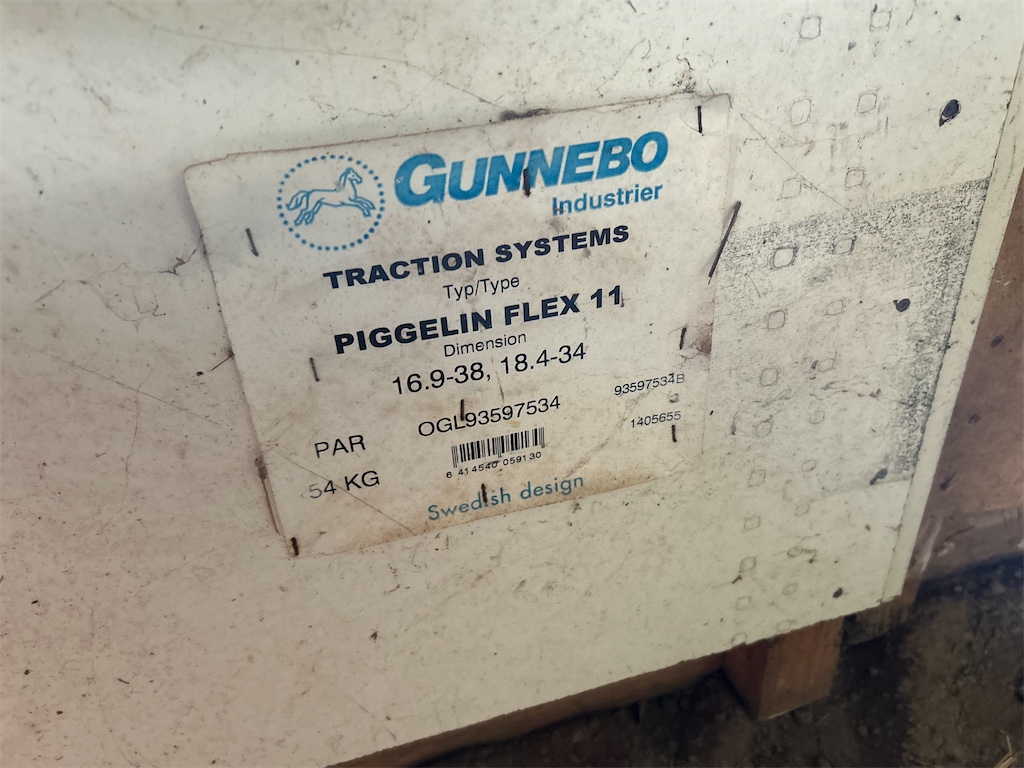 GUNNEBO
Industrier
TRACTION SYSTEMS
Typ/Type
PIGGELIN FLEX 11
Dimension
16.9-38, 18.4-34
PAR OGL93597534 93597534B
54 KG 1405655
6 414540 059130
Swedish design